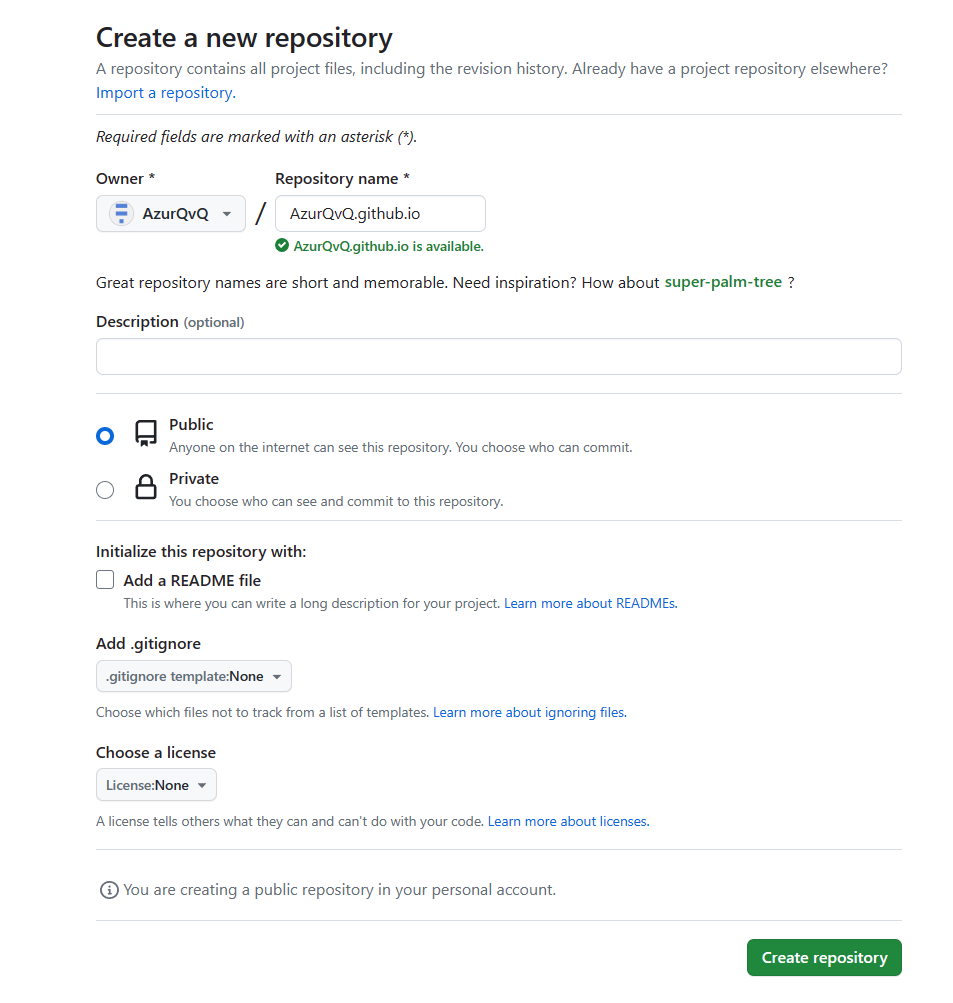 Create a new repository
A repository contains all project files, including the revision history. Already have a project repository elsewhere?
Import a repository.
Required fields are marked with an asterisk (*).
Owner * Repository name *
AzurQvQ / AzurQvQ.github.io
AzurQvQ.github.io is available.
Great repository names are short and memorable. Need inspiration? How about super-palm-tree ?
Description (optional)
Public
Anyone on the internet can see this repository. You choose who can commit.
Private
You choose who can see and commit to this repository.
Initialize this repository with:
Add a README file
This is where you can write a long description for your project. Learn more about READMEs.
Add .gitignore
.gitignore template:None
Choose which files not to track from a list of templates. Learn more about ignoring files.
Choose a license
License:None
A license tells others what they can and can't do with your code. Learn more about licenses.
You are creating a public repository in your personal account.
Create repository